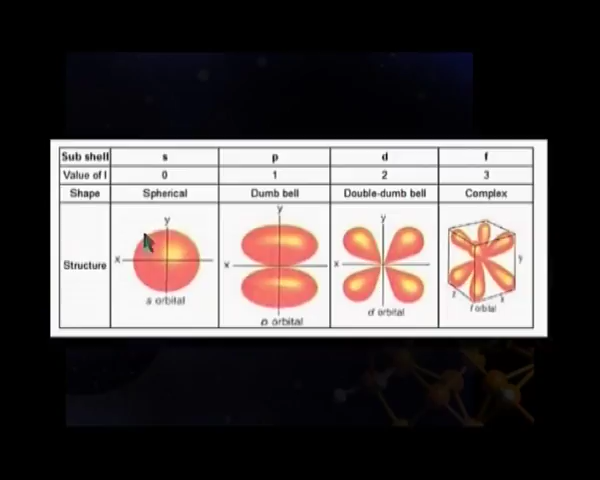 Sub shell s p d f
Value of l 0 1 2 3
Shape Spherical Dumb bell Double-dumb bell Complex
Structure
y
x
s orbital
y
x
p orbital
y
x
d orbital
y
z
x
f orbital